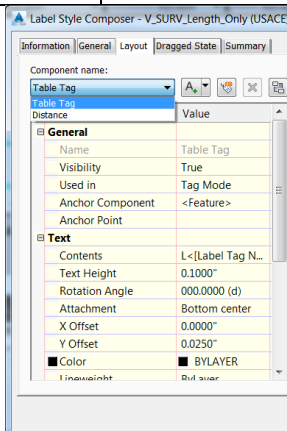 Label Style Composer - V_SURV_Length_Only (USACE
Information General Layout Dragged State Summary
Component name:
Table Tag
Table Tag
Distance
Value
General
Name Table Tag
Visibility True
Used in Tag Mode
Anchor Component <Feature>
Anchor Point
Text
Contents L<[Label Tag N...
Text Height 0.1000"
Rotation Angle 000.0000 (d)
Attachment Bottom center
X Offset 0.0000"
Y Offset 0.0250"
Color BYLAYER
Lineweight ByLayer